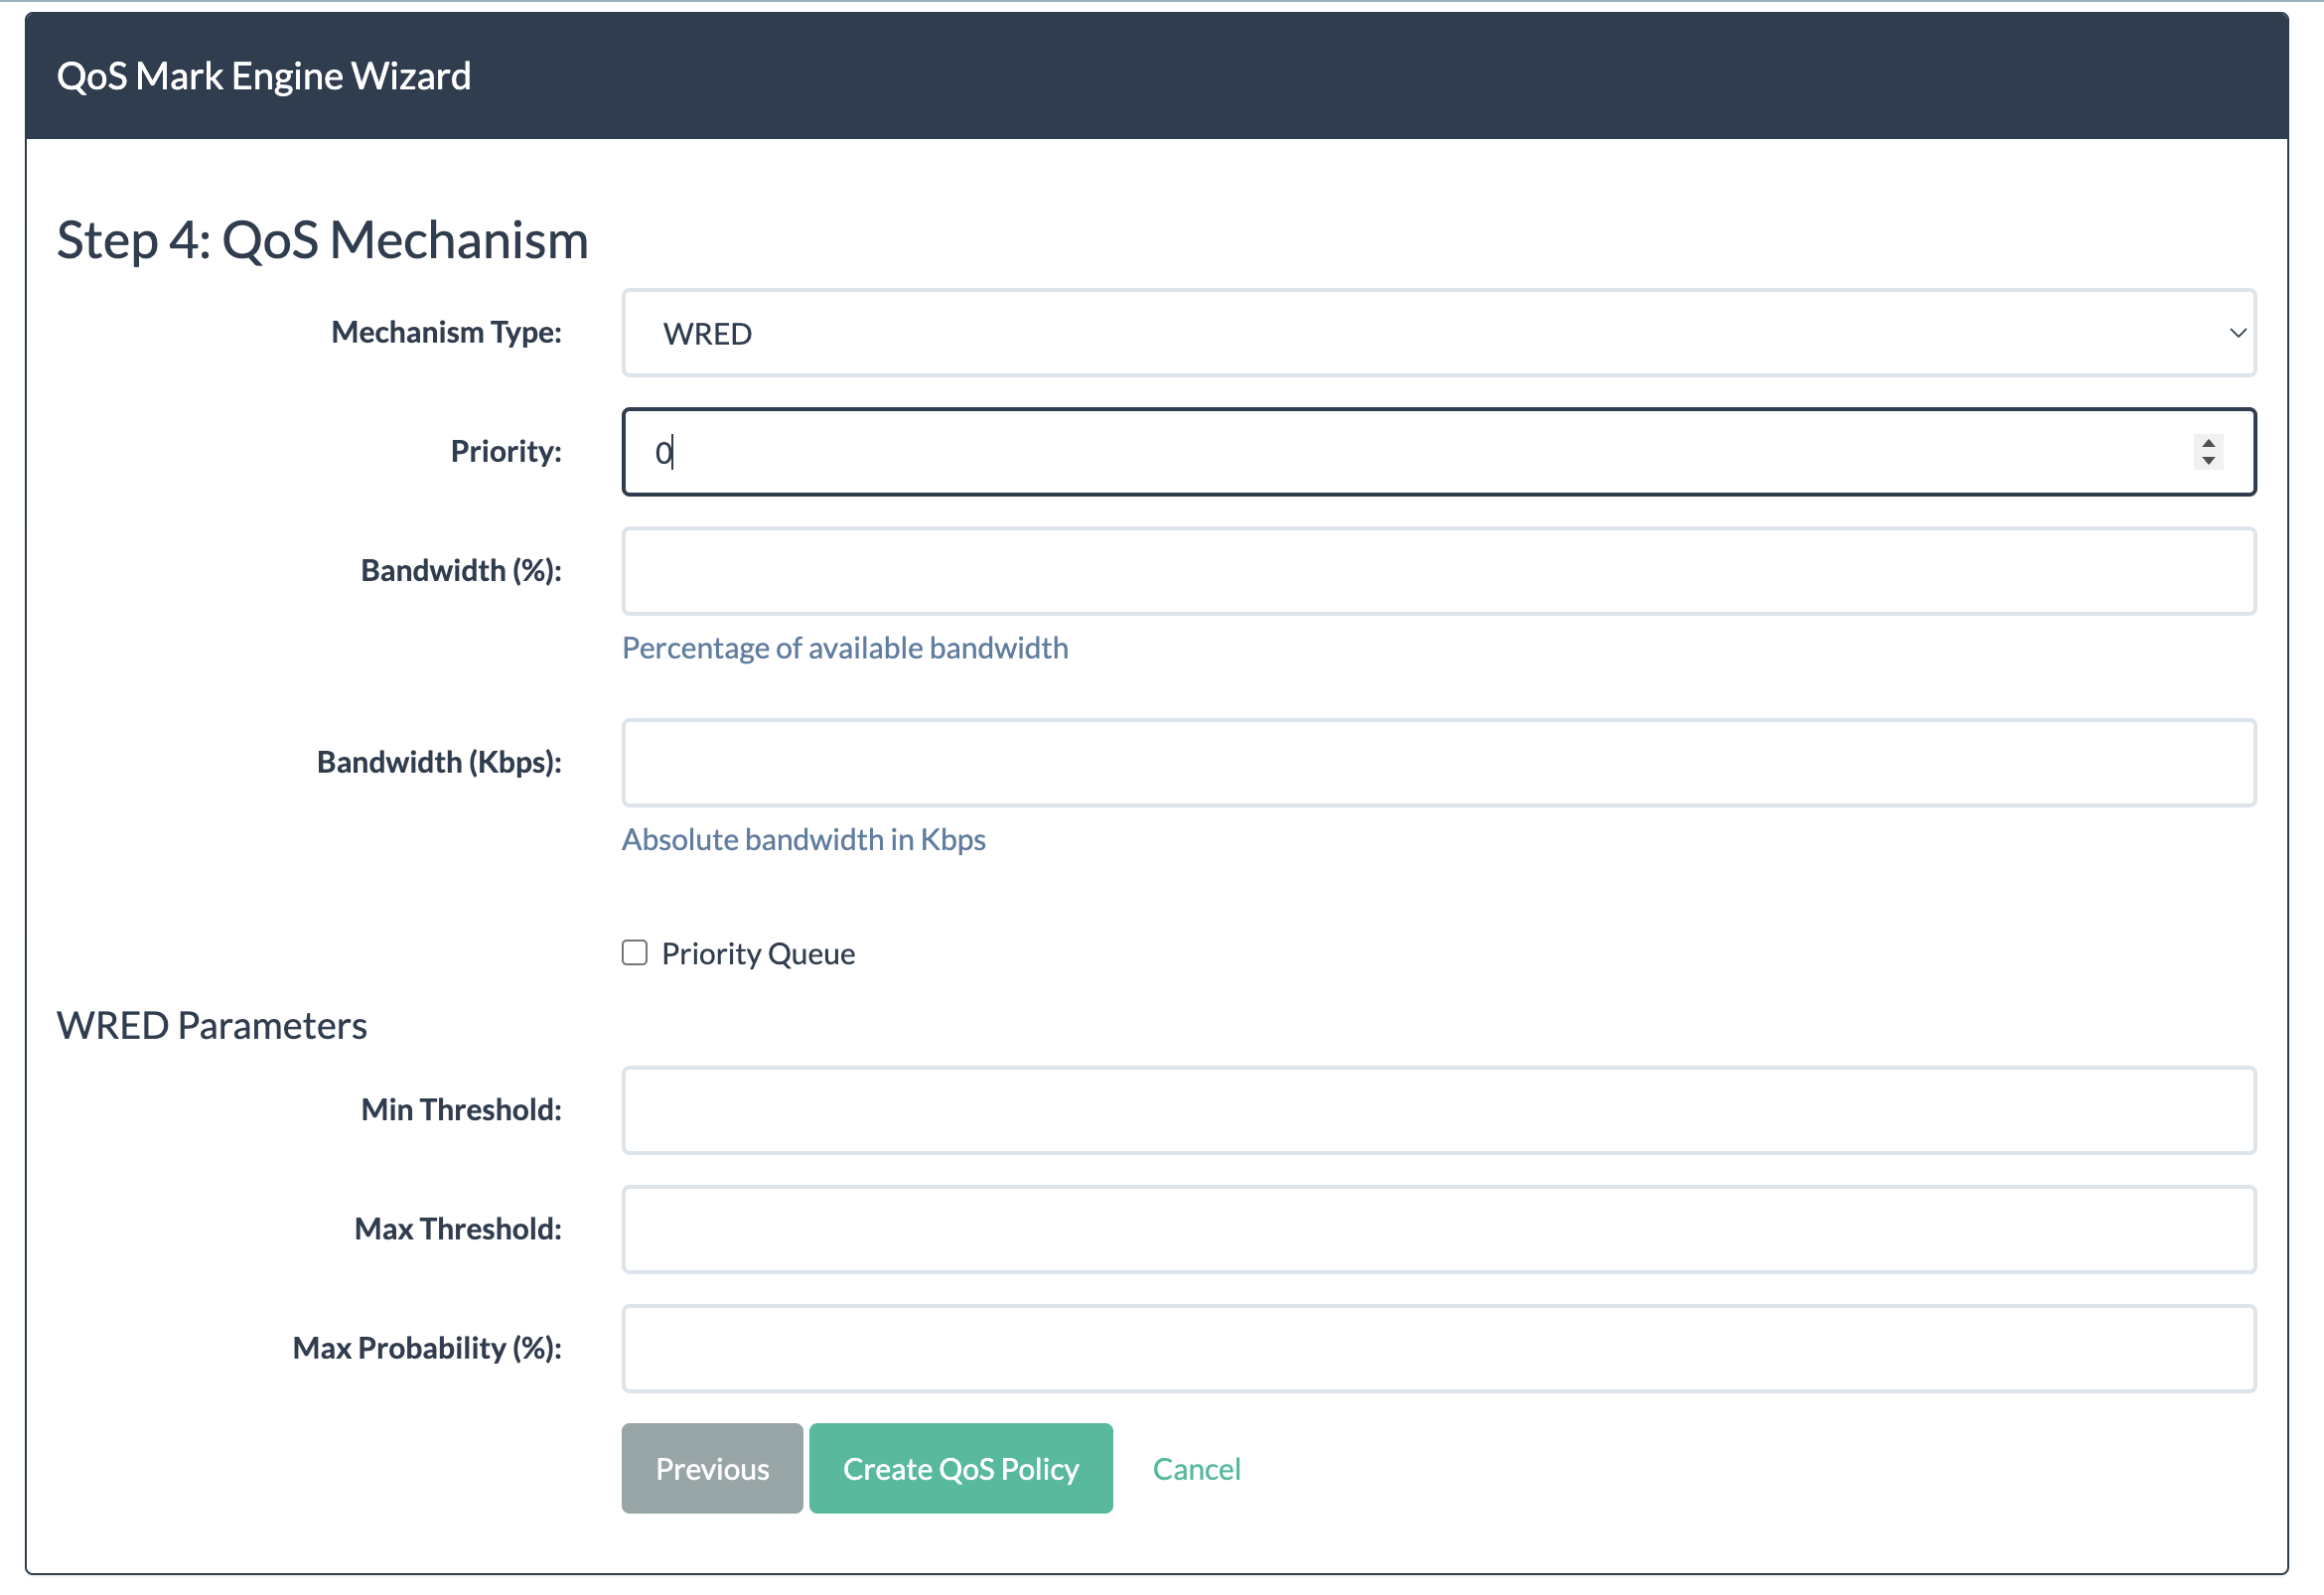 QoS Mark Engine Wizard
Step 4: QoS Mechanism
Mechanism Type: WRED
Priority: 0
Bandwidth (%):
Percentage of available bandwidth
Bandwidth (Kbps):
Absolute bandwidth in Kbps
Priority Queue
WRED Parameters
Min Threshold:
Max Threshold:
Max Probability (%):
Previous Create QoS Policy Cancel